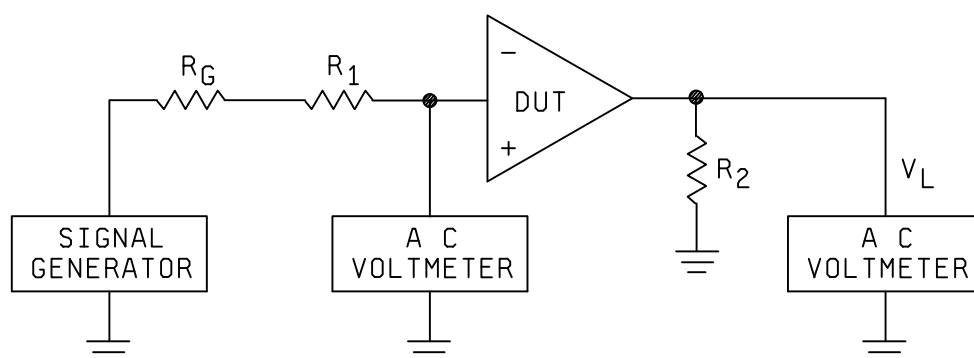 R_G
R_1
−
DUT
+
R_2
V_L
SIGNAL
GENERATOR
A C
VOLTMETER
A C
VOLTMETER